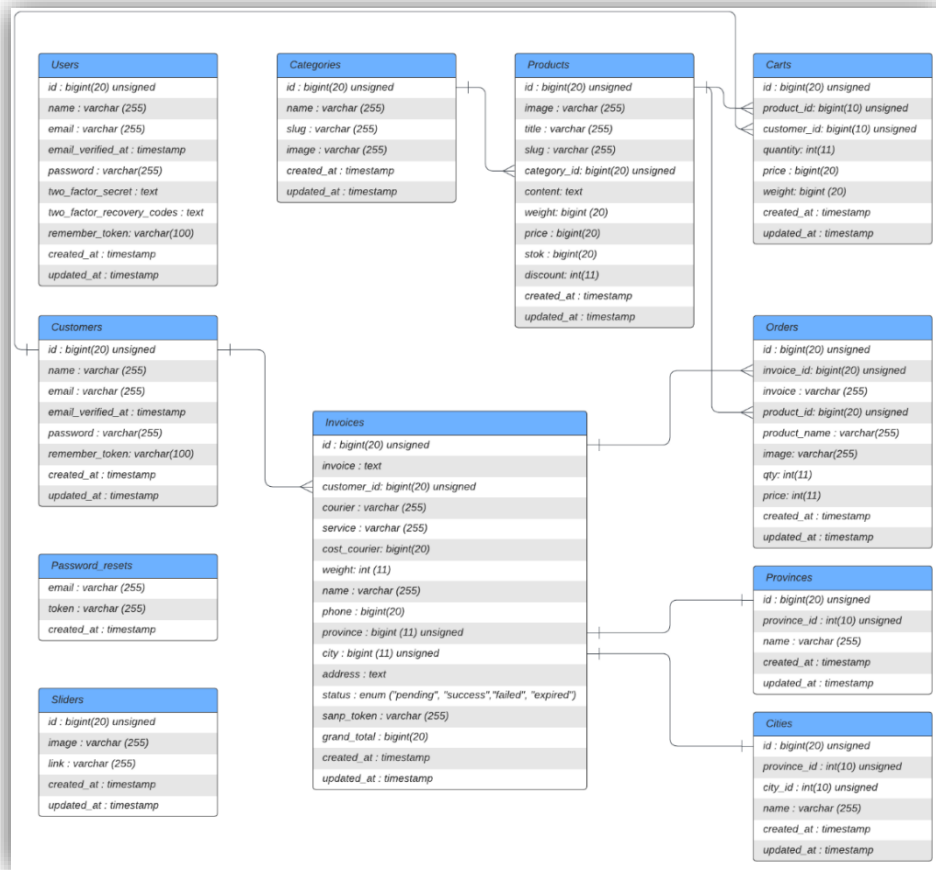 Users
id : bigint(20) unsigned
name : varchar (255)
email : varchar (255)
email_verified_at : timestamp
password : varchar(255)
two_factor_secret : text
two_factor_recovery_codes : text
remember_token: varchar(100)
created_at : timestamp
updated_at : timestamp
Categories
id : bigint(20) unsigned
name : varchar (255)
slug : varchar (255)
image : varchar (255)
created_at : timestamp
updated_at : timestamp
Products
id : bigint(20) unsigned
image : varchar (255)
title : varchar (255)
slug : varchar (255)
category_id: bigint(20) unsigned
content: text
weight: bigint (20)
price : bigint(20)
stok : bigint(20)
discount: int(11)
created_at : timestamp
updated_at : timestamp
Carts
id : bigint(20) unsigned
product_id: bigint(10) unsigned
customer_id: bigint(10) unsigned
quantity: int(11)
price : bigint(20)
weight: bigint (20)
created_at : timestamp
updated_at : timestamp
Customers
id : bigint(20) unsigned
name : varchar (255)
email : varchar (255)
email_verified_at : timestamp
password : varchar(255)
remember_token: varchar(100)
created_at : timestamp
updated_at : timestamp
Invoices
id : bigint(20) unsigned
invoice : text
customer_id: bigint(20) unsigned
courier : varchar (255)
service : varchar (255)
cost_courier: bigint(20)
weight: int (11)
name : varchar (255)
phone : bigint(20)
province : bigint (11) unsigned
city : bigint (11) unsigned
address : text
status : enum ("pending", "success","failed", "expired")
sanp_token : varchar (255)
grand_total : bigint(20)
created_at : timestamp
updated_at : timestamp
Orders
id : bigint(20) unsigned
invoice_id: bigint(20) unsigned
invoice : varchar (255)
product_id: bigint(20) unsigned
product_name : varchar(255)
image: varchar(255)
qty: int(11)
price: int(11)
created_at : timestamp
updated_at : timestamp
Password_resets
email : varchar (255)
token : varchar (255)
created_at : timestamp
Provinces
id : bigint(20) unsigned
province_id : int(10) unsigned
name : varchar (255)
created_at : timestamp
updated_at : timestamp
Sliders
id : bigint(20) unsigned
image : varchar (255)
link : varchar (255)
created_at : timestamp
updated_at : timestamp
Cities
id : bigint(20) unsigned
province_id : int(10) unsigned
city_id : int(10) unsigned
name : varchar (255)
created_at : timestamp
updated_at : timestamp